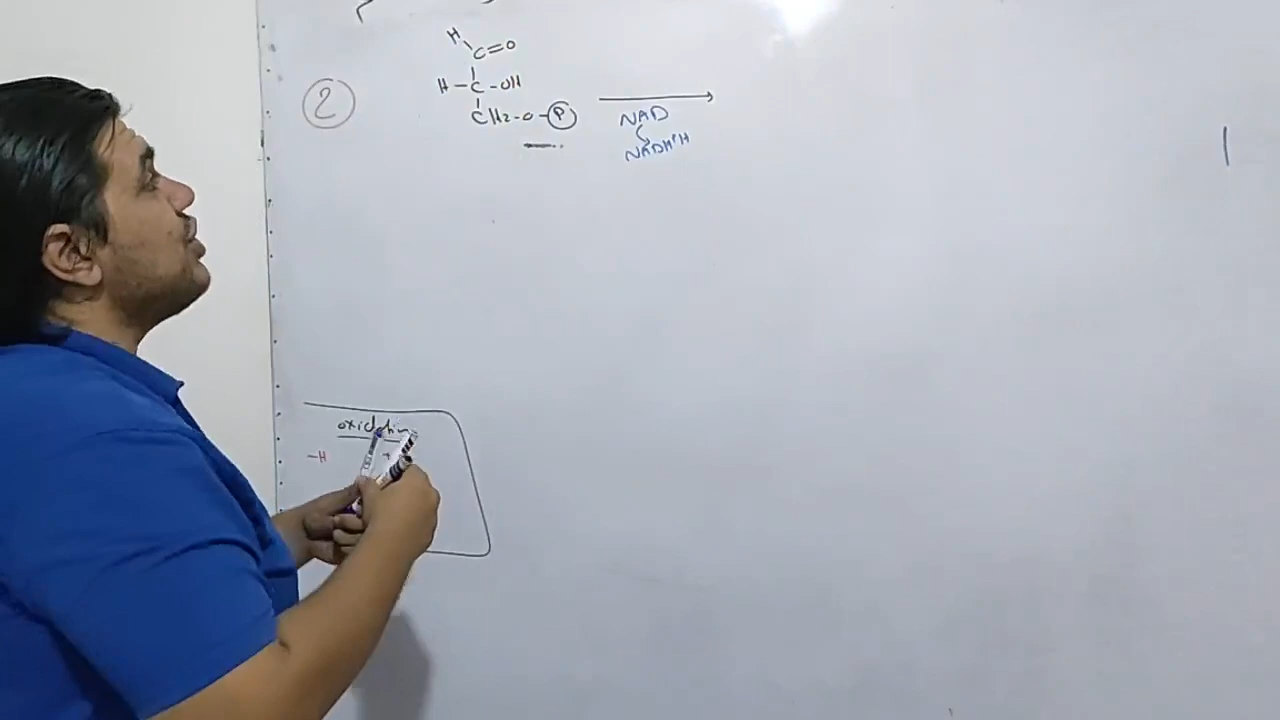 H
C=O
② H-C-OH
CH2-O-Ⓟ
NAD
NADH+H
oxidation
-H +